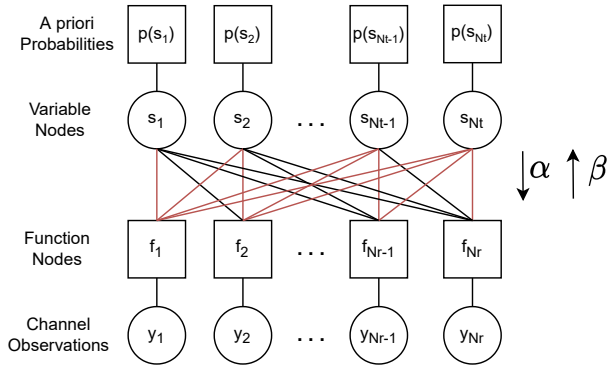 A priori
Probabilities
p(s1) p(s2) p(sNt-1) p(sNt)
Variable
Nodes
s1 s2 . . . sNt-1 sNt
α β
Function
Nodes
f1 f2 ... fNr-1 fNr
Channel
Observations
y1 y2 ... yNr-1 yNr